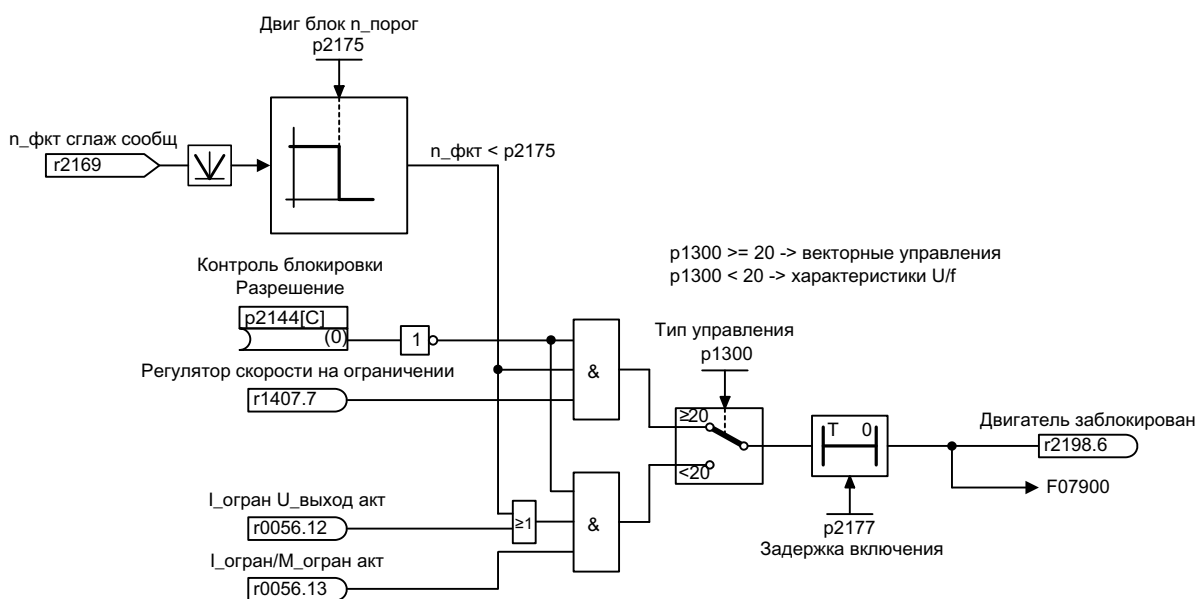 Двиг блок n_порог
p2175
n_фкт сглаж сообщ
r2169
n_фкт < p2175
p1300 >= 20 -> векторные управления
p1300 < 20 -> характеристики U/f
Контроль блокировки
Разрешение
p2144[C]
(0)
1
Тип управления
p1300
Регулятор скорости на ограничении
r1407.7
&
≥20
<20
T 0
Двигатель заблокирован
r2198.6
F07900
p2177
Задержка включения
I_огран U_выход акт
r0056.12
≥1
&
I_огран/M_огран акт
r0056.13